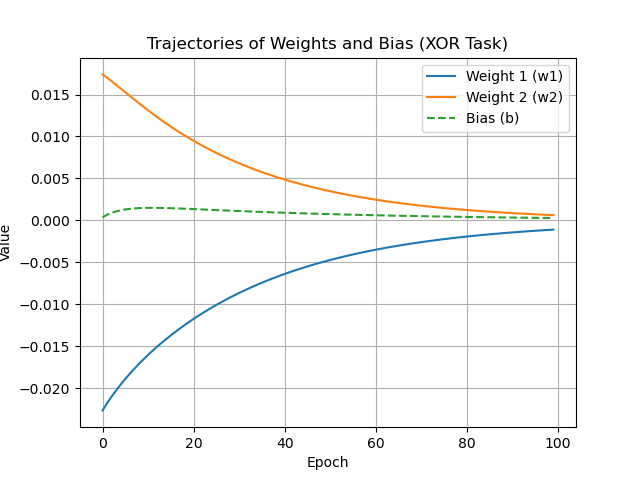 Trajectories of Weights and Bias (XOR Task)
Weight 1 (w1)
Weight 2 (w2)
Bias (b)
0.015
0.010
0.005
0.000
−0.005
−0.010
−0.015
−0.020
Value
0 20 40 60 80 100
Epoch